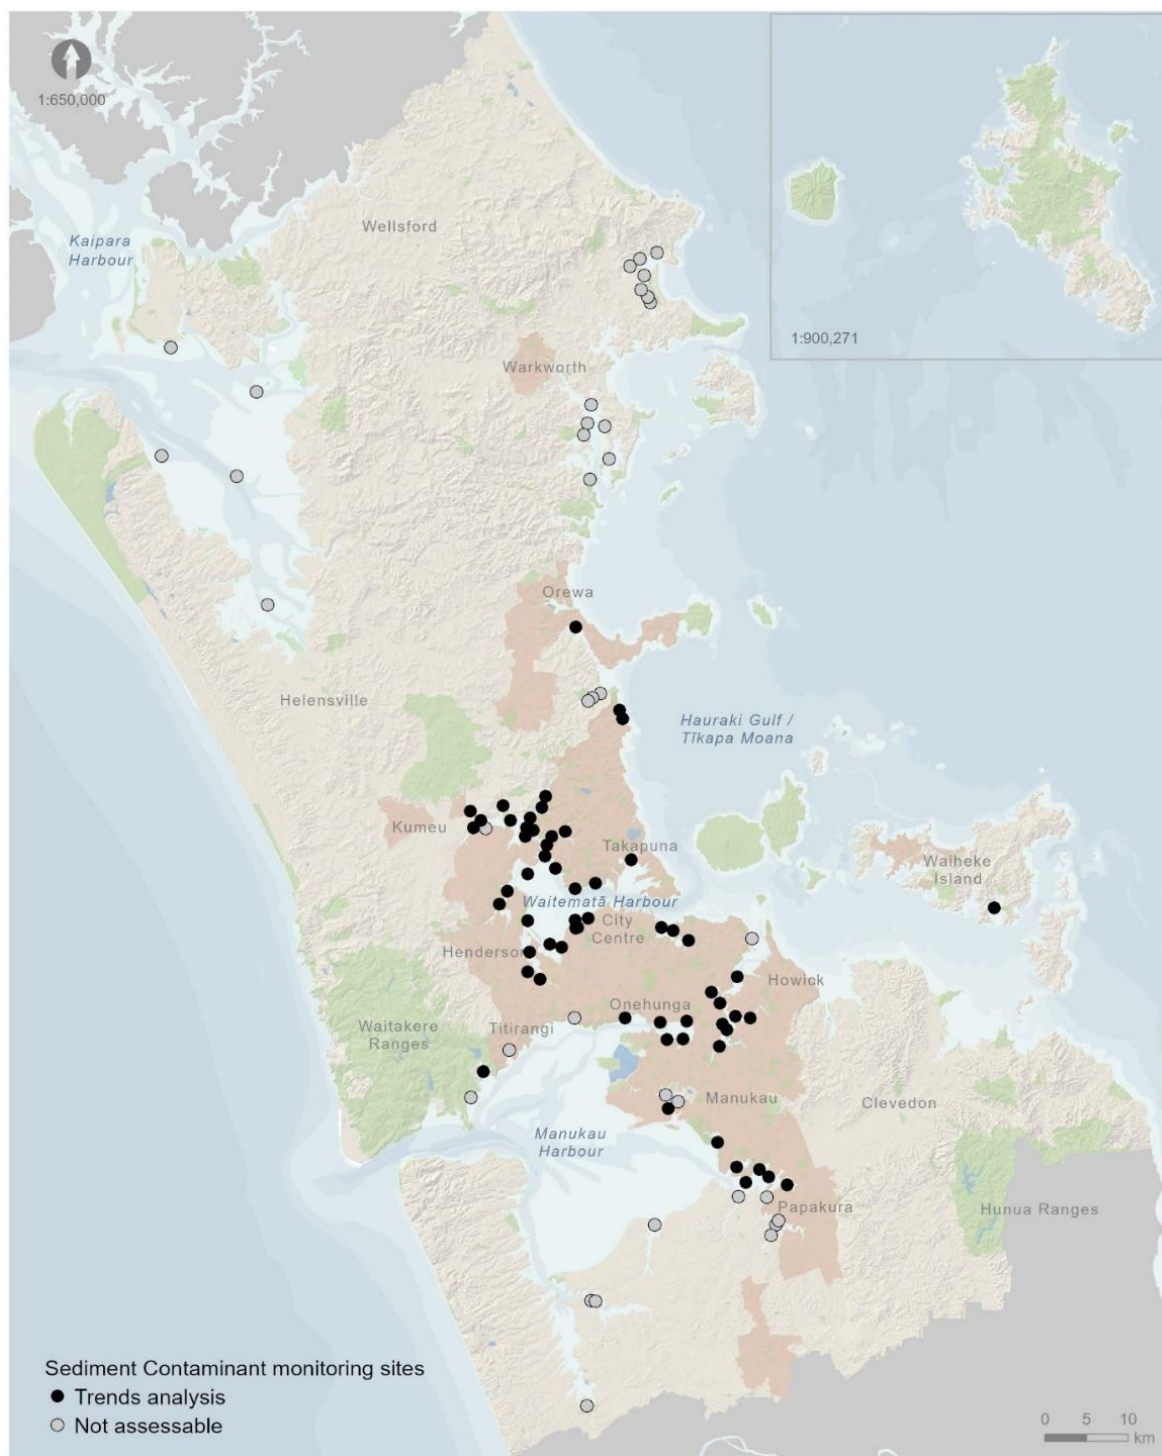 1:650,000
1:900,271
Wellsford
Kaipara
Harbour
Warkworth
Orewa
Helensville
Hauraki Gulf /
Tīkapa Moana
Kumeu
Takapuna
Waiheke
Island
Waitematā Harbour
City
Centre
Henderson
Howick
Onehunga
Titirangi
Waitakere
Ranges
Manukau
Clevedon
Manukau
Harbour
Papakura
Hunua Ranges
Sediment Contaminant monitoring sites
Trends analysis
Not assessable
0 5 10
km